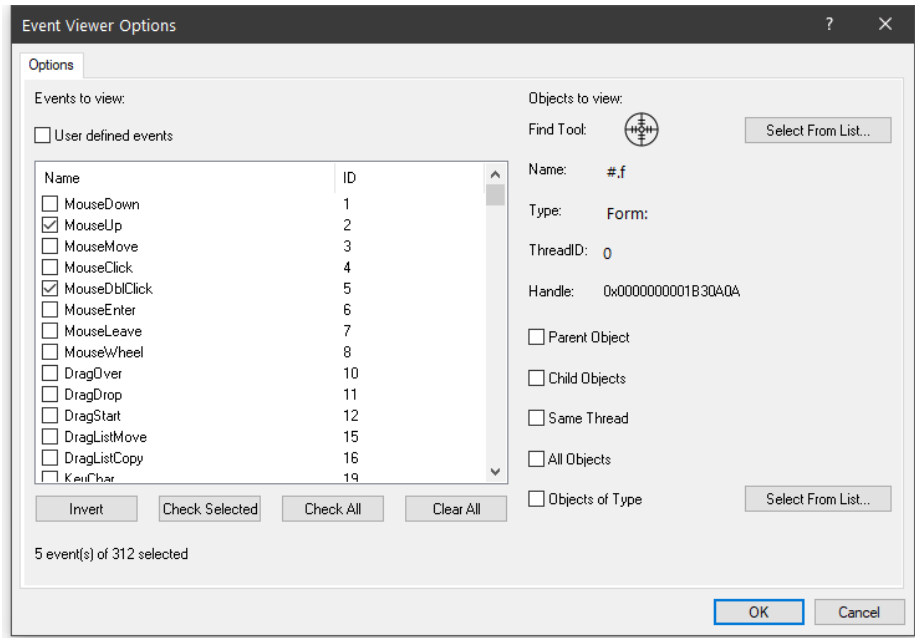 Event Viewer Options
Options
Events to view:
User defined events
Name ID
MouseDown 1
MouseUp 2
MouseMove 3
MouseClick 4
MouseDblClick 5
MouseEnter 6
MouseLeave 7
MouseWheel 8
DragOver 10
DragDrop 11
DragStart 12
DragListMove 15
DragListCopy 16
KeyChar 19
Invert Check Selected Check All Clear All
5 event(s) of 312 selected
Objects to view:
Find Tool: Select From List...
Name: #.f
Type: Form:
ThreadID: 0
Handle: 0x0000000001B30A0A
Parent Object
Child Objects
Same Thread
All Objects
Objects of Type Select From List...
OK Cancel